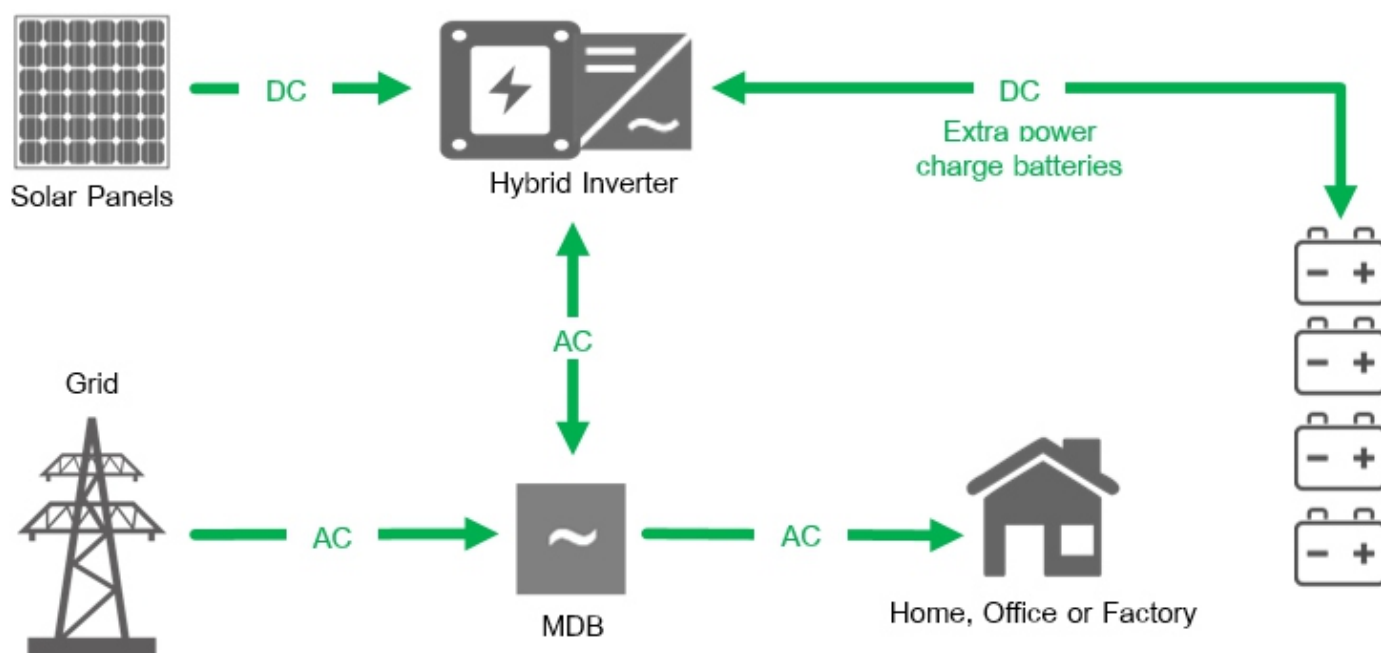 DC
DC
Extra power
charge batteries
Solar Panels
Hybrid Inverter
AC
Grid
AC
AC
MDB
Home, Office or Factory